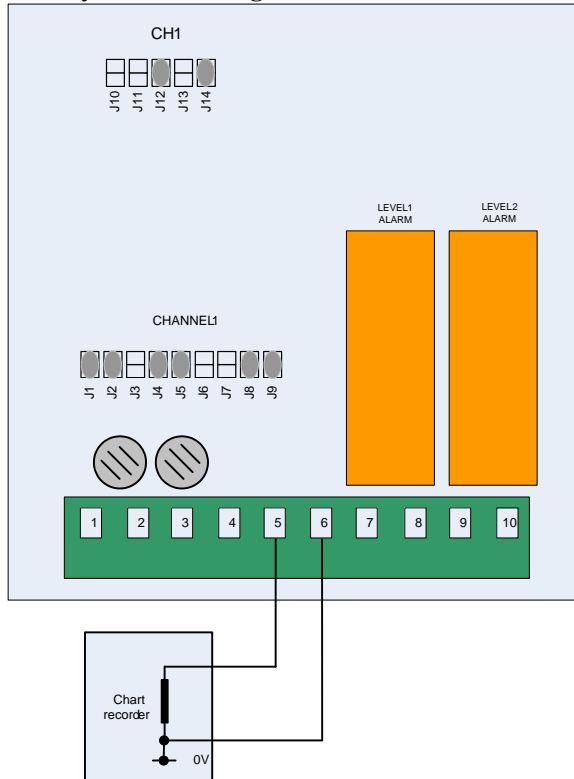 CH1
J10 J11 J12 J13 J14
LEVEL1 ALARM
LEVEL2 ALARM
CHANNEL1
J1 J2 J3 J4 J5 J6 J7 J8 J9
1 2 3 4 5 6 7 8 9 10
Chart
recorder
0V